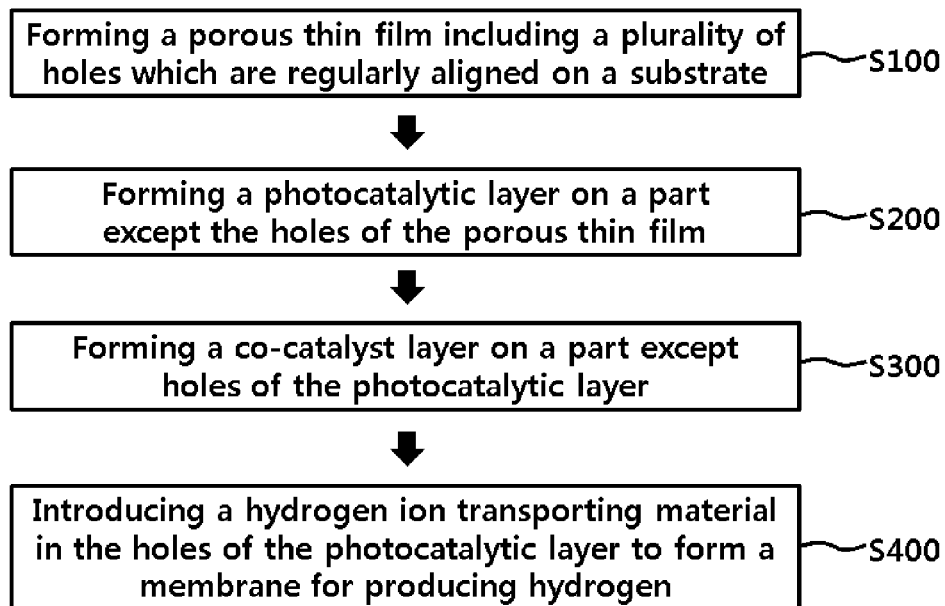 Forming a porous thin film including a plurality of
holes which are regularly aligned on a substrate
S100
Forming a photocatalytic layer on a part
except the holes of the porous thin film
S200
Forming a co-catalyst layer on a part except
holes of the photocatalytic layer
S300
Introducing a hydrogen ion transporting material
in the holes of the photocatalytic layer to form a
membrane for producing hydrogen
S400